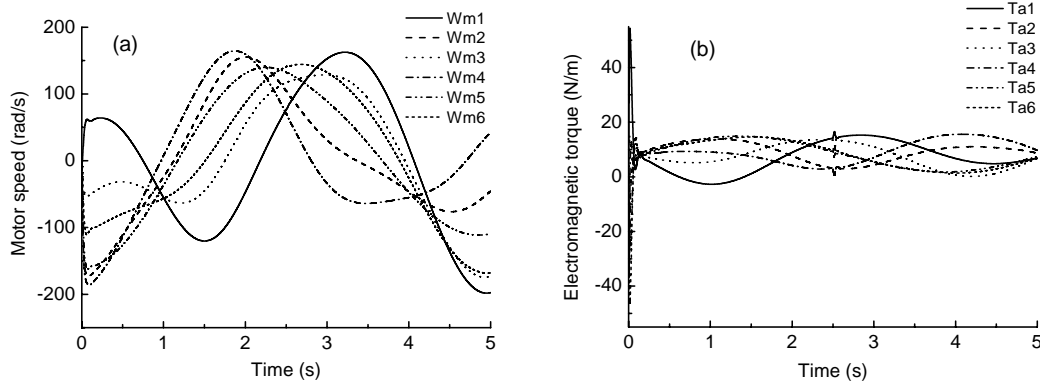 (a)
Wm1
Wm2
Wm3
Wm4
Wm5
Wm6
200
100
0
-100
-200
Motor speed (rad/s)
0 1 2 3 4 5
Time (s)
(b)
Ta1
Ta2
Ta3
Ta4
Ta5
Ta6
40
20
0
-20
-40
Electromagnetic torque (N/m)
0 1 2 3 4 5
Time (s)